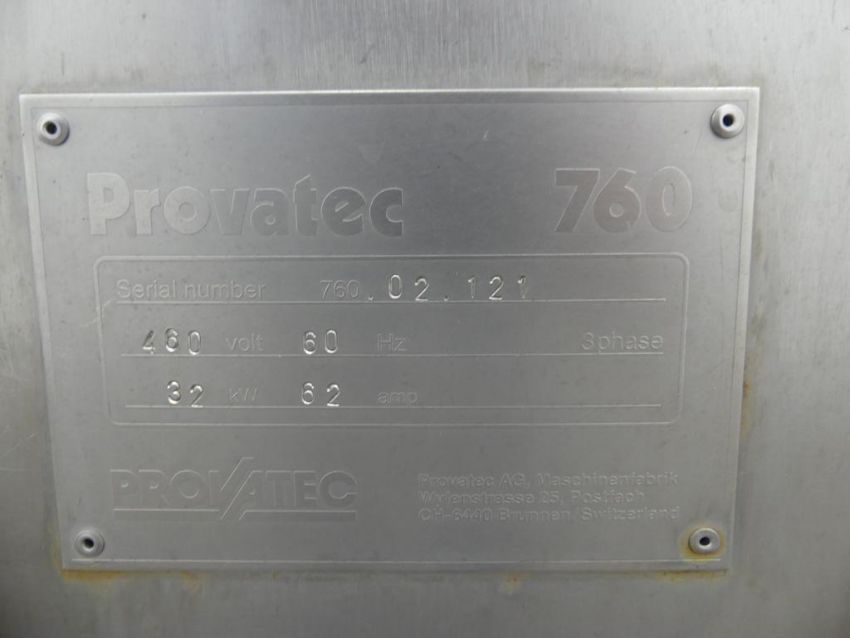 Provatec 760
Serial number 760.02.121
460 volt 60 Hz 3phase
32 kW 62 amp
PROVATEC
Provatec AG, Maschinenfabrik
Wylenstrasse 25, Postfach
CH-6440 Brunnen/Switzerland